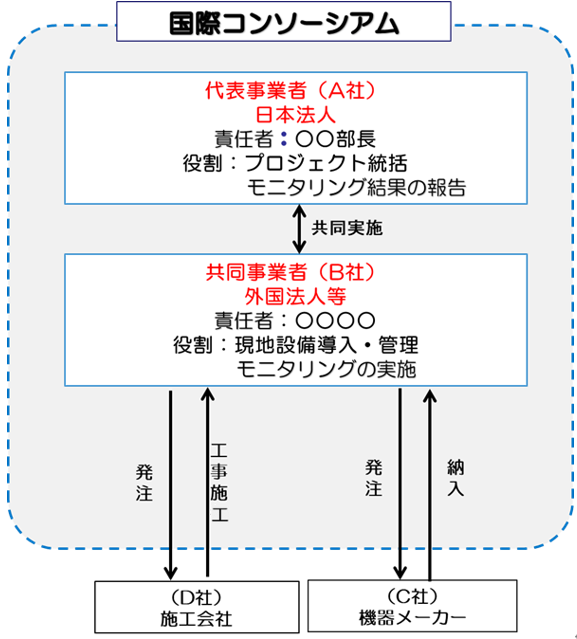 国際コンソーシアム
代表事業者（A社）
日本法人
責任者：〇〇部長
役割：プロジェクト統括
モニタリング結果の報告
共同実施
共同事業者（B社）
外国法人等
責任者：〇〇〇〇
役割：現地設備導入・管理
モニタリングの実施
発注
工事施工
発注
納入
（D社）
施工会社
（C社）
機器メーカー